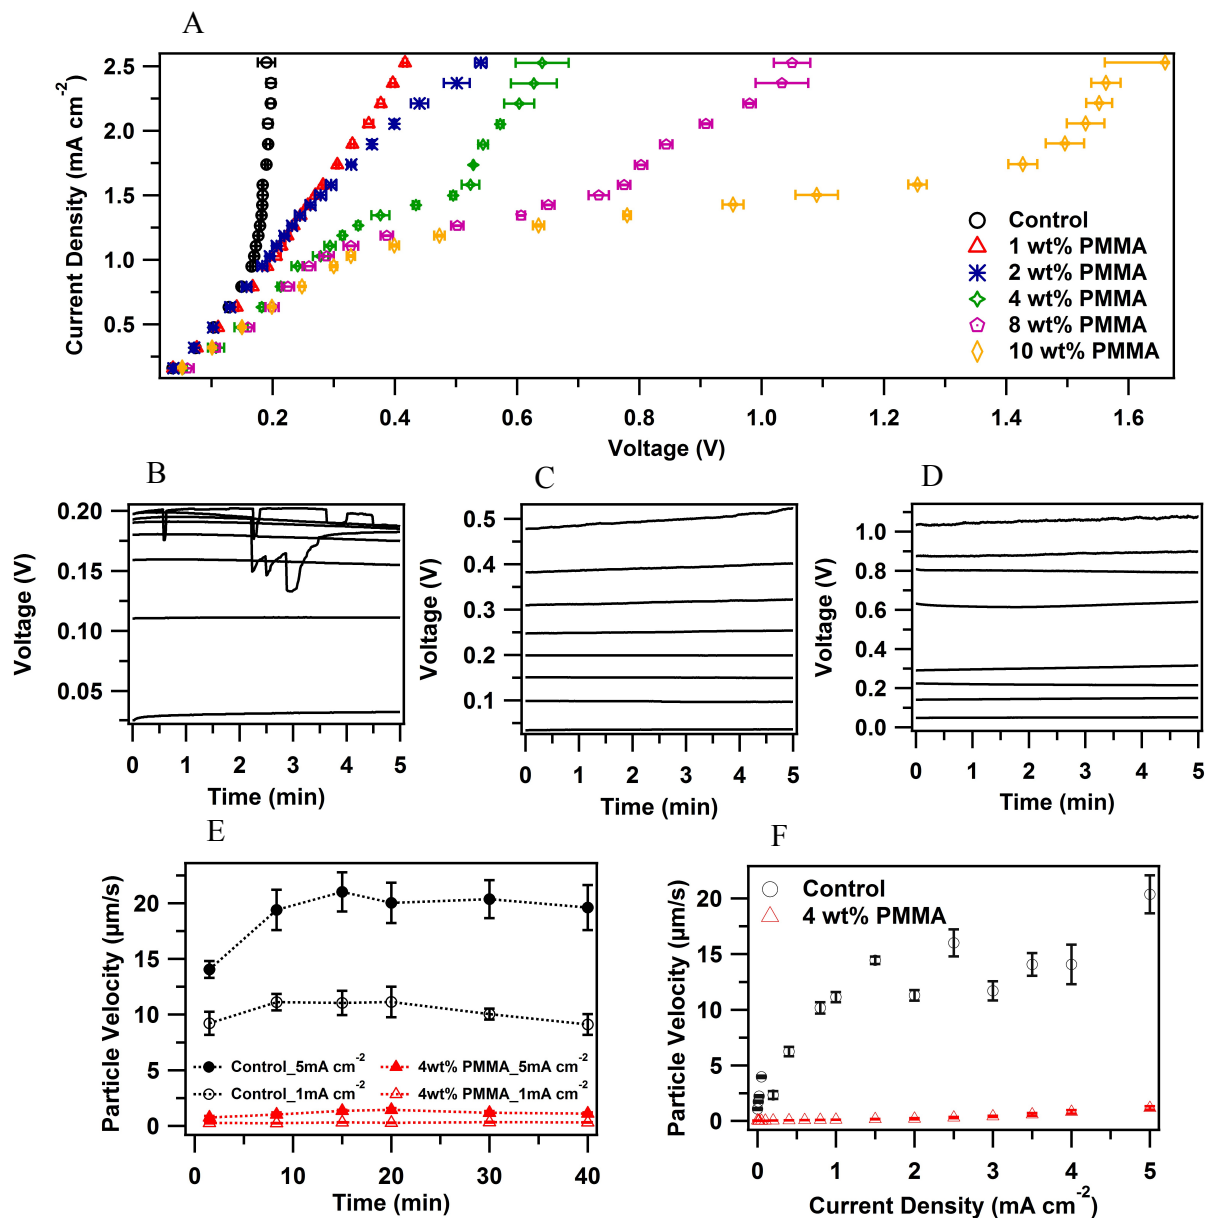 A
Current Density (mA cm-2)
2.5
2.0
1.5
1.0
0.5
Control
1 wt% PMMA
2 wt% PMMA
4 wt% PMMA
8 wt% PMMA
10 wt% PMMA
0.2 0.4 0.6 0.8 1.0 1.2 1.4 1.6
Voltage (V)
B
Voltage (V)
0.20
0.15
0.10
0.05
0 1 2 3 4 5
Time (min)
C
Voltage (V)
0.5
0.4
0.3
0.2
0.1
0 1 2 3 4 5
Time (min)
D
Voltage (V)
1.0
0.8
0.6
0.4
0.2
0.0
0 1 2 3 4 5
Time (min)
E
Particle Velocity (μm/s)
20
15
10
5
0
Control_5mA cm-2
4wt% PMMA_5mA cm-2
Control_1mA cm-2
4wt% PMMA_1mA cm-2
0 10 20 30 40
Time (min)
F
Particle Velocity (μm/s)
20
15
10
5
0
Control
4 wt% PMMA
0 1 2 3 4 5
Current Density (mA cm-2)